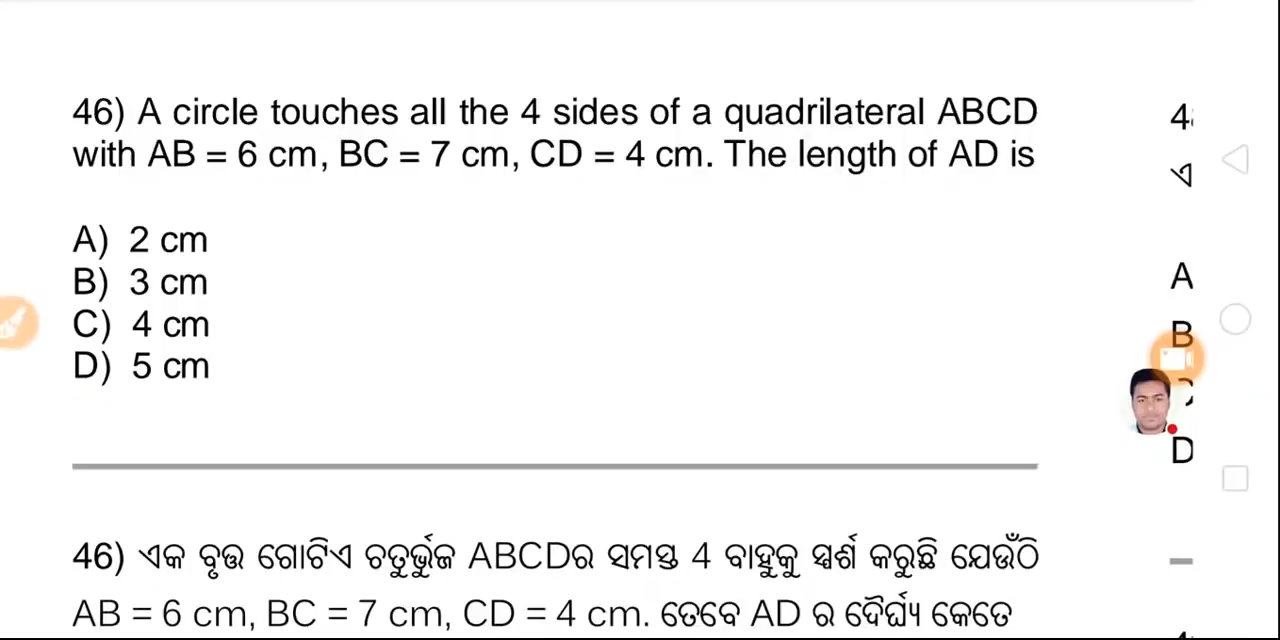 46) A circle touches all the 4 sides of a quadrilateral ABCD
with AB = 6 cm, BC = 7 cm, CD = 4 cm. The length of AD is
A) 2 cm
B) 3 cm
C) 4 cm
D) 5 cm
46) ଏକ ବୃତ୍ତ ଗୋଟିଏ ଚତୁର୍ଭୁଜ ABCDର ସମସ୍ତ 4 ବାହୁକୁ ସ୍ପର୍ଶ କରୁଛି ଯେଉଁଠି
AB = 6 cm, BC = 7 cm, CD = 4 cm. ତେବେ AD ର ଦୈର୍ଘ୍ୟ କେତେ
4
ଏ
A
B
D